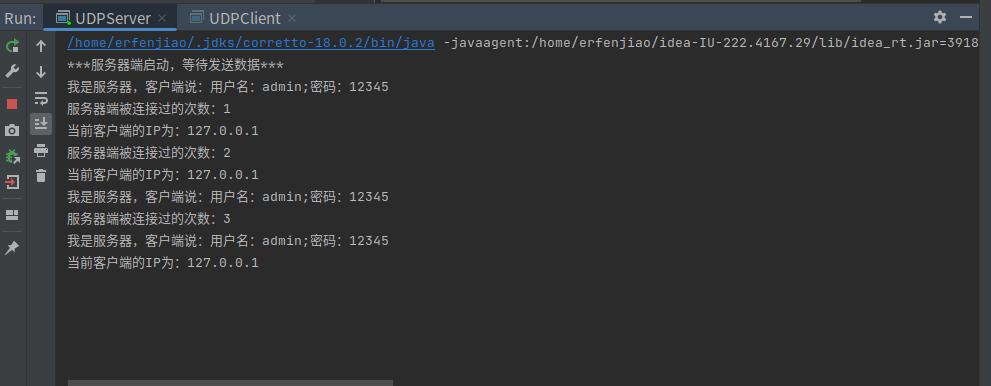 Run: UDPServer × UDPClient ×
/home/erfenjiao/.jdks/corretto-18.0.2/bin/java -javaagent:/home/erfenjiao/idea-IU-222.4167.29/lib/idea_rt.jar=3918
***服务器端启动，等待发送数据***
我是服务器，客户端说：用户名：admin;密码：12345
服务器端被连接过的次数：1
当前客户端的IP为：127.0.0.1
服务器端被连接过的次数：2
当前客户端的IP为：127.0.0.1
我是服务器，客户端说：用户名：admin;密码：12345
服务器端被连接过的次数：3
我是服务器，客户端说：用户名：admin;密码：12345
当前客户端的IP为：127.0.0.1